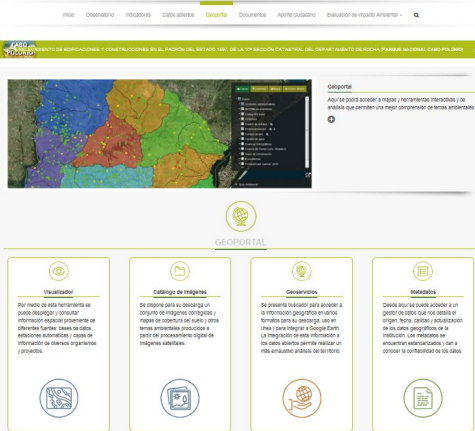 Inicio Observatorio Indicadores Datos abiertos Geoportal Documentos Aporte ciudadano Evaluación de Impacto Ambiental
CABO
POLONIO
MIENTO DE EDIFICACIONES Y CONSTRUCCIONES EN EL PADRÓN DEL ESTADO 1597, DE LA 10ª SECCIÓN CATASTRAL DEL DEPARTAMENTO DE ROCHA (PARQUE NACIONAL CABO POLONIO)
Geoportal
Aquí se podrá acceder a mapas y herramientas interactivas y de
análisis que permiten una mejor comprensión de temas ambientales
GEOPORTAL
Visualizador
Por medio de esta herramienta se
puede desplegar y consultar
información espacial proveniente de
diferentes fuentes: bases de datos,
estaciones automáticas y capas de
información de diversos organismos
y proyectos.
Catálogo de Imágenes
Se dispone para su descarga un
conjunto de imágenes corregidas y
mapas de cobertura del suelo y otros
temas ambientales producidos a
partir del procesamiento digital de
imágenes satelitales.
Geoservicios
Se presenta buscador para acceder a
la información geográfica en varios
formatos para su descarga, uso en
línea y para integrar a Google Earth.
La integración de esta información a
los datos abiertos permite realizar un
más exhaustivo análisis del territorio.
Metadatos
Desde aquí se puede acceder a un
gestor de datos que nos detalla el
origen, fecha, calidad y actualización
de los datos geográficos de la
institución. Los metadatos se
encuentran estandarizados y dan a
conocer la confiabilidad de los datos.